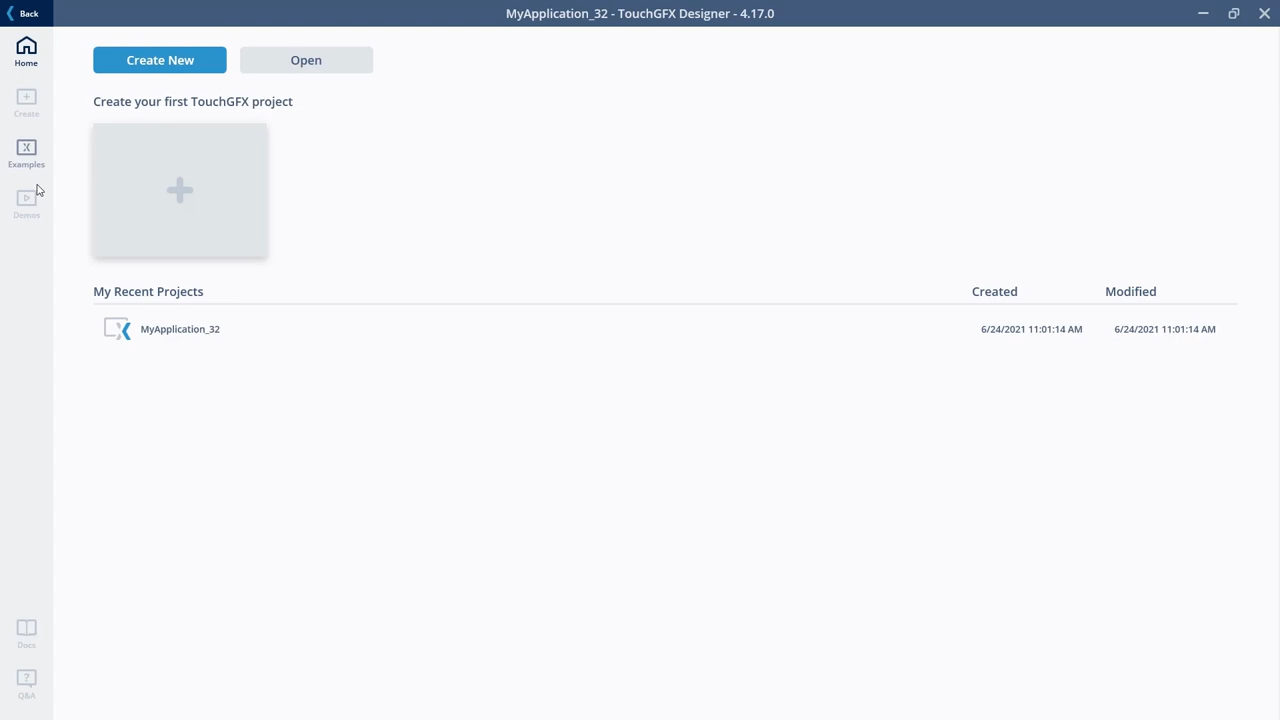 Back
MyApplication_32 - TouchGFX Designer - 4.17.0
Home
Create
Examples
Demos
Docs
Q&A
Create New
Open
Create your first TouchGFX project
My Recent Projects Created Modified
MyApplication_32 6/24/2021 11:01:14 AM 6/24/2021 11:01:14 AM